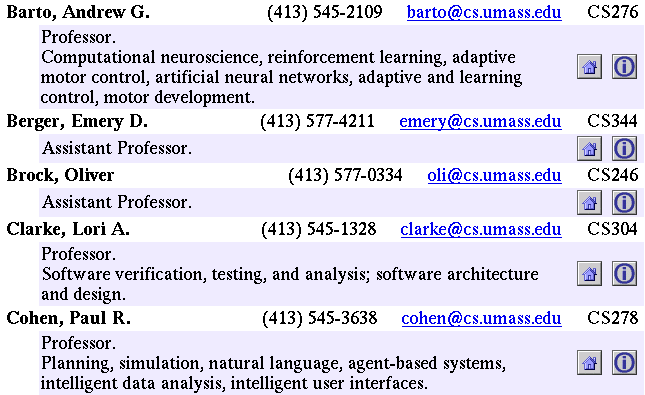 Barto, Andrew G. (413) 545-2109 barto@cs.umass.edu CS276
Professor.
Computational neuroscience, reinforcement learning, adaptive
motor control, artificial neural networks, adaptive and learning
control, motor development.
Berger, Emery D. (413) 577-4211 emery@cs.umass.edu CS344
Assistant Professor.
Brock, Oliver (413) 577-0334 oli@cs.umass.edu CS246
Assistant Professor.
Clarke, Lori A. (413) 545-1328 clarke@cs.umass.edu CS304
Professor.
Software verification, testing, and analysis; software architecture
and design.
Cohen, Paul R. (413) 545-3638 cohen@cs.umass.edu CS278
Professor.
Planning, simulation, natural language, agent-based systems,
intelligent data analysis, intelligent user interfaces.